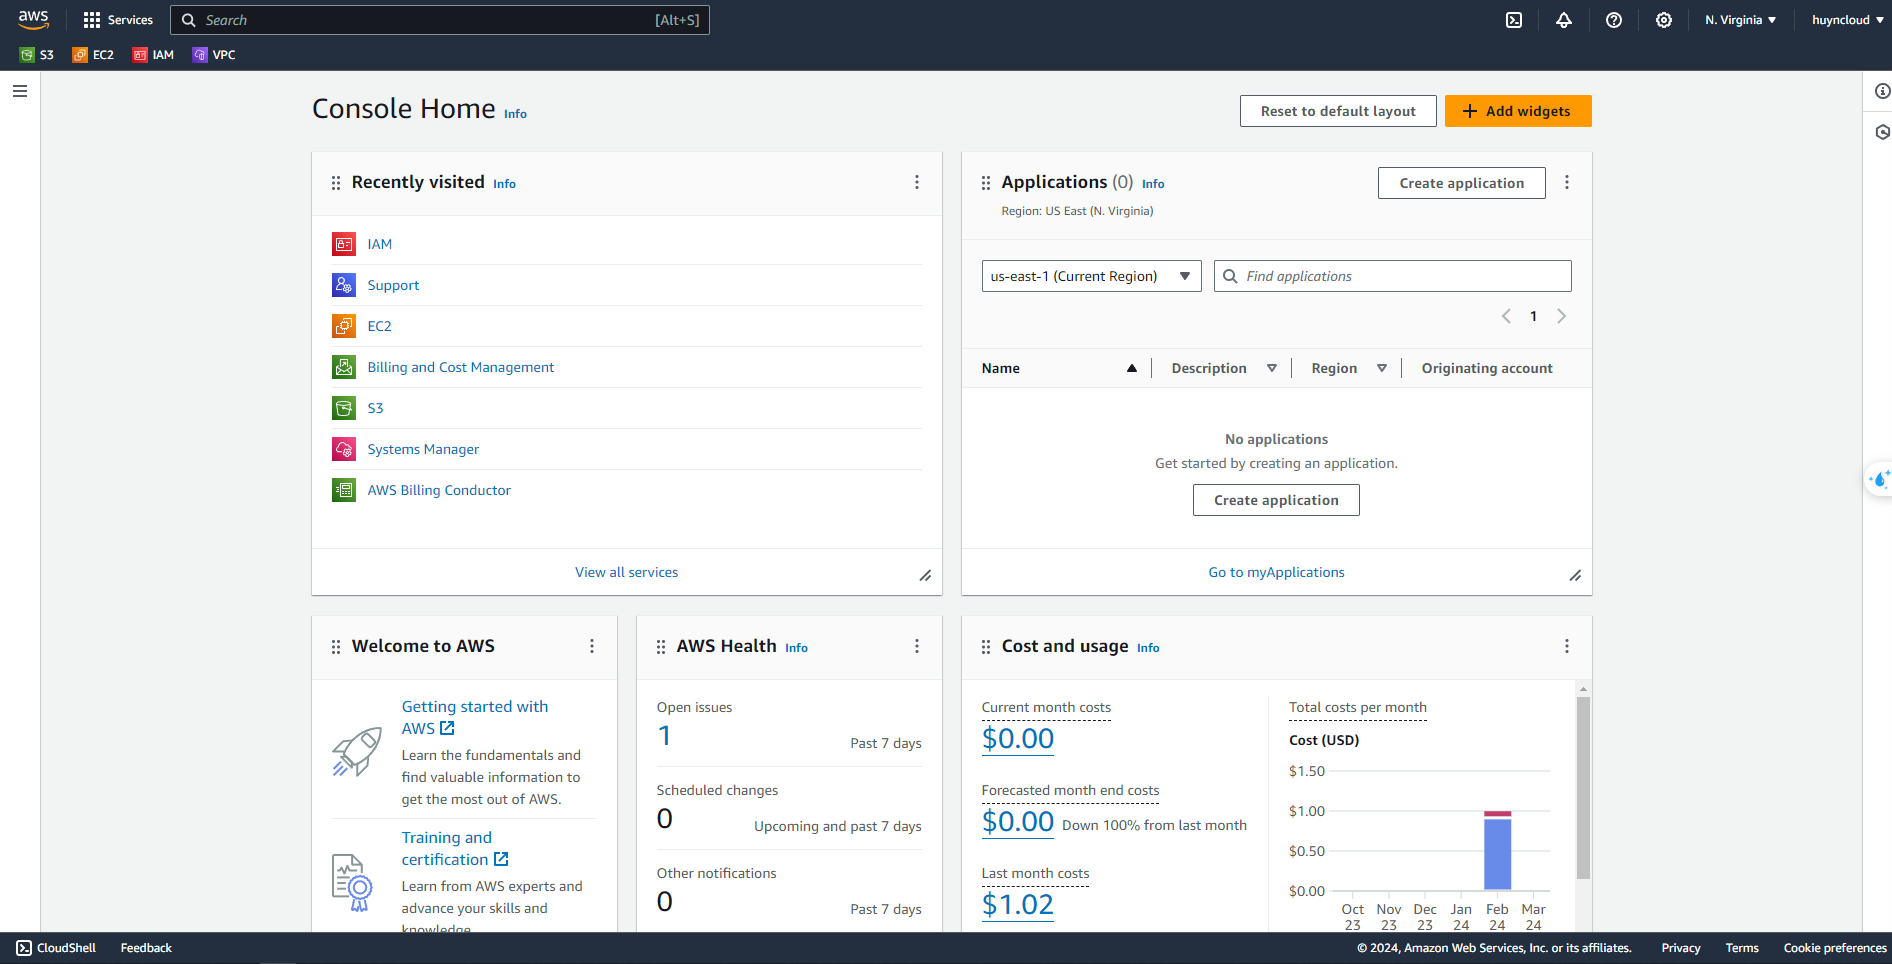 aws
Services
Search
[Alt+S]
N. Virginia
huyncloud
S3
EC2
IAM
VPC
Console Home Info
Reset to default layout
Add widgets
Recently visited Info
IAM
Support
EC2
Billing and Cost Management
S3
Systems Manager
AWS Billing Conductor
View all services
Applications (0) Info
Region: US East (N. Virginia)
Create application
us-east-1 (Current Region)
Find applications
1
Name
Description
Region
Originating account
No applications
Get started by creating an application.
Create application
Go to myApplications
Welcome to AWS
Getting started with
AWS
Learn the fundamentals and
find valuable information to
get the most out of AWS.
Training and
certification
Learn from AWS experts and
advance your skills and
knowledge.
AWS Health Info
Open issues
1
Past 7 days
Scheduled changes
0
Upcoming and past 7 days
Other notifications
0
Past 7 days
Cost and usage Info
Current month costs
$0.00
Forecasted month end costs
$0.00 Down 100% from last month
Last month costs
$1.02
Total costs per month
Cost (USD)
$1.50
$1.00
$0.50
$0.00
Oct Nov Dec Jan Feb Mar
23 23 23 24 24 24
CloudShell
Feedback
© 2024, Amazon Web Services, Inc. or its affiliates.
Privacy
Terms
Cookie preferences